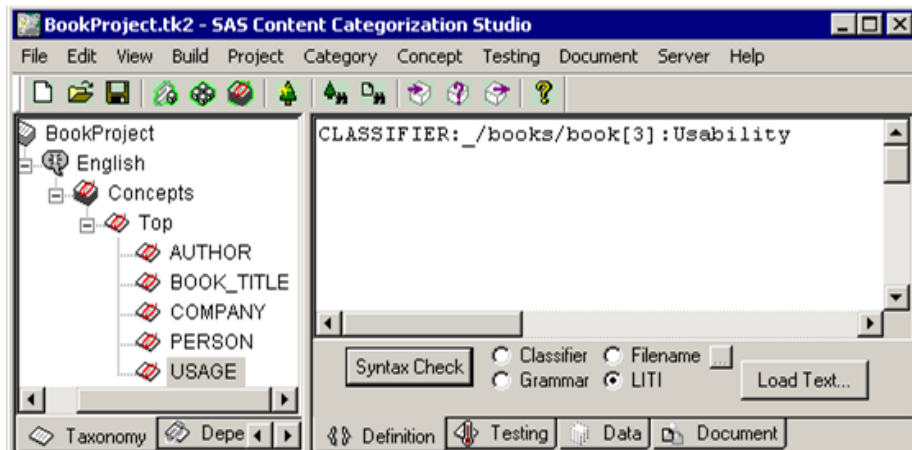 BookProject.tk2 - SAS Content Categorization Studio
File Edit View Build Project Category Concept Testing Document Server Help
BookProject
English
Concepts
Top
AUTHOR
BOOK_TITLE
COMPANY
PERSON
USAGE
Taxonomy Depe
CLASSIFIER:_/books/book[3]:Usability
Syntax Check Classifier Filename ...
Grammar LITI Load Text...
Definition Testing Data Document